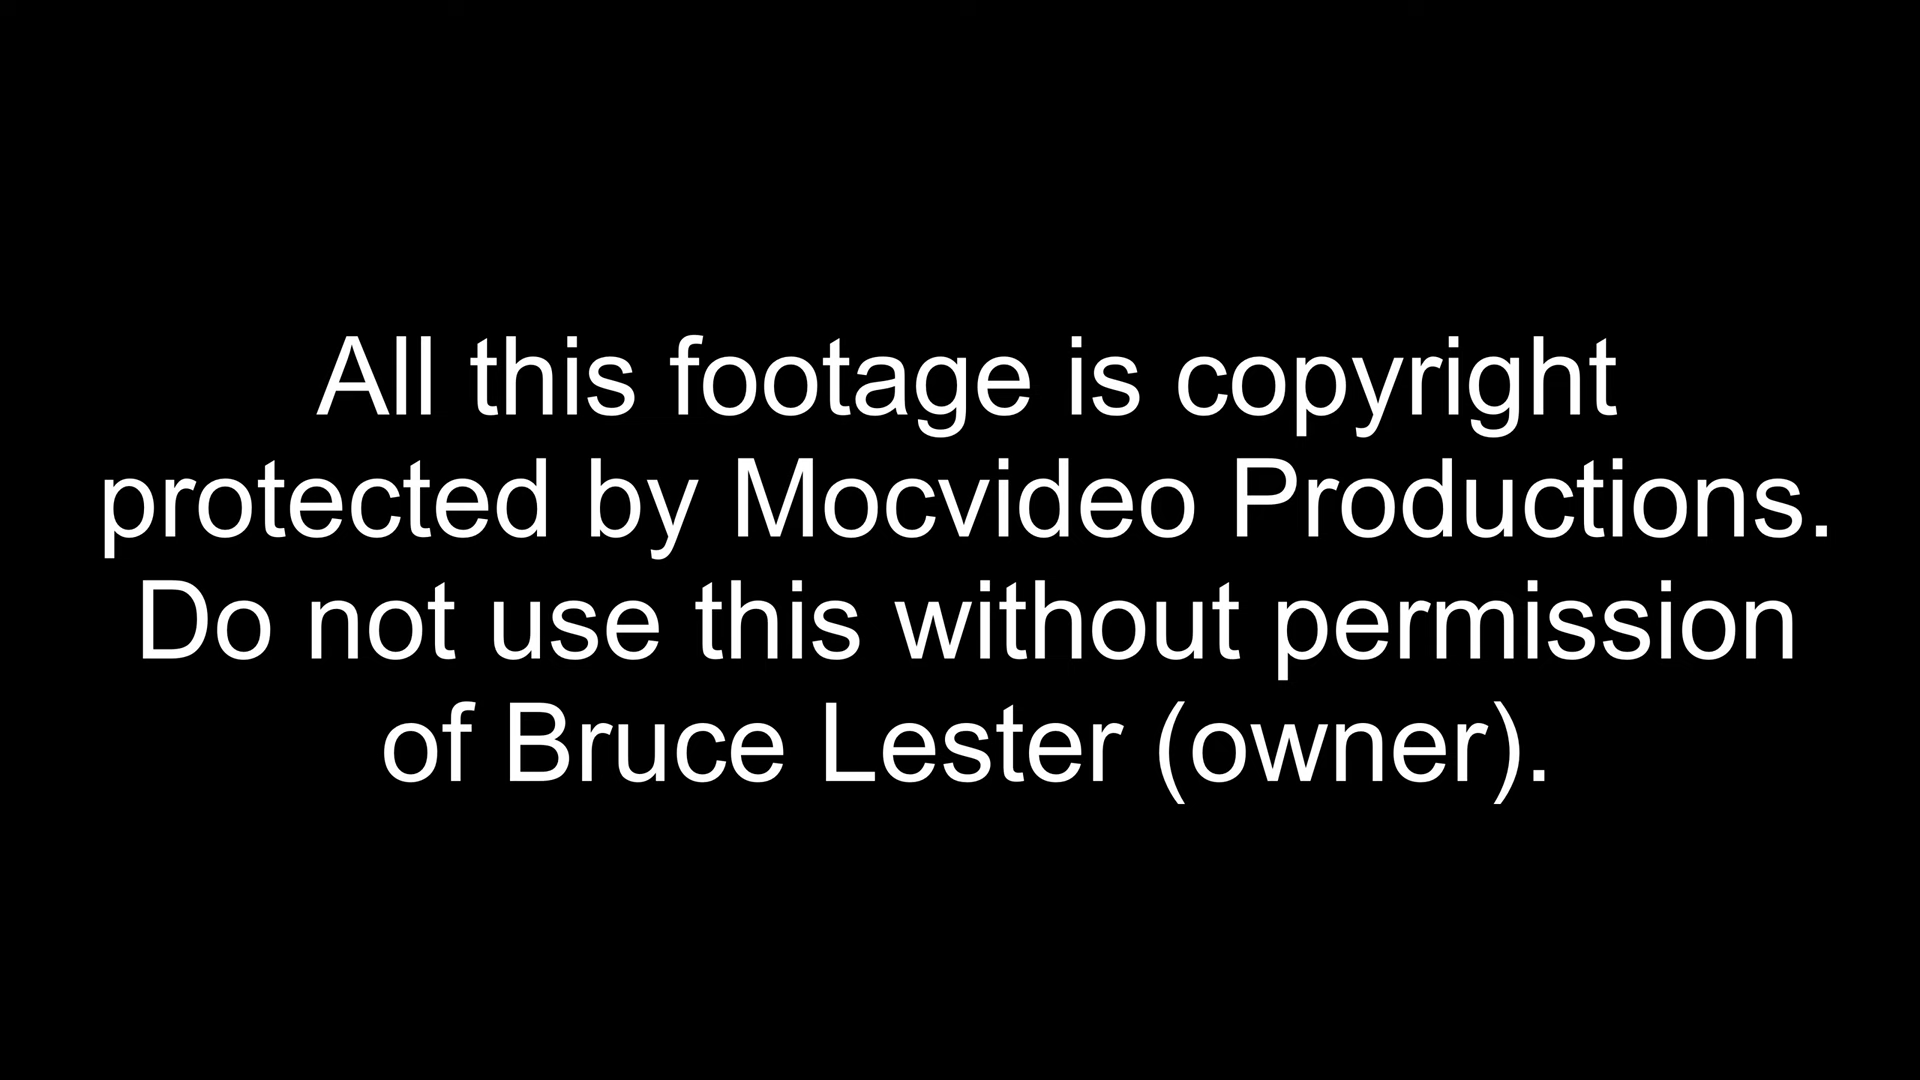 All this footage is copyright
protected by Mocvideo Productions.
Do not use this without permission
of Bruce Lester (owner).